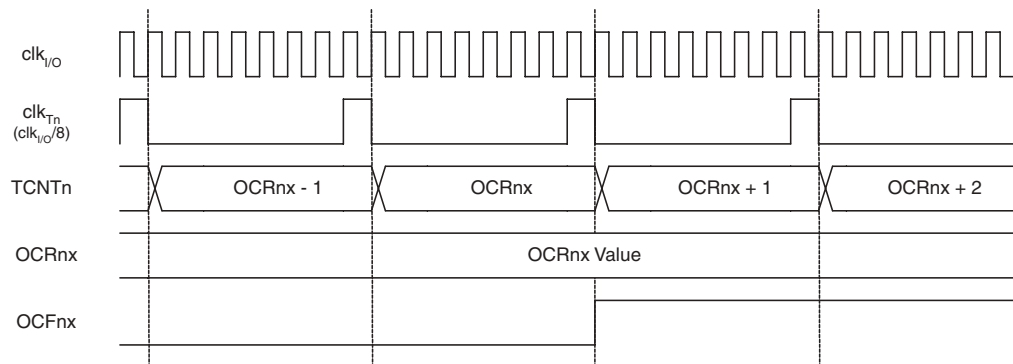 clkI/O
clkTn
(clkI/O/8)
TCNTn OCRnx - 1 OCRnx OCRnx + 1 OCRnx + 2
OCRnx OCRnx Value
OCFnx